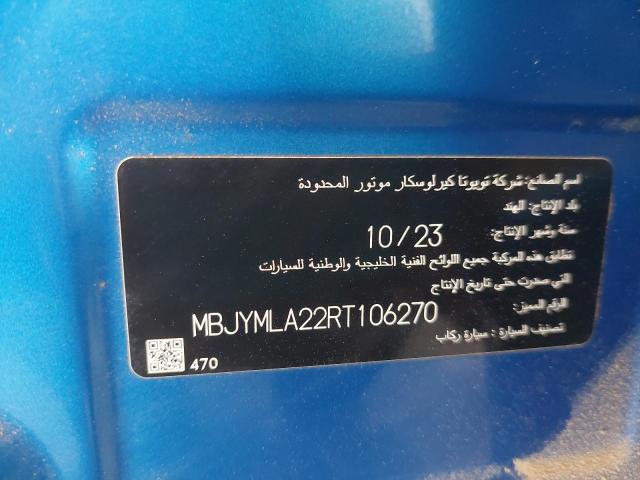 اسم الصانع: شركة تويوتا كيرلوسكار موتور المحدودة
بلد الإنتاج: الهند
سنة وشهر الإنتاج: 10/23
تطابق هذه المركبة جميع اللوائح الفنية الخليجية والوطنية للسيارات
التي صدرت حتى تاريخ الإنتاج
الرقم المميز: MBJYMLA22RT106270
تصنيف السيارة : سيارة ركاب
470